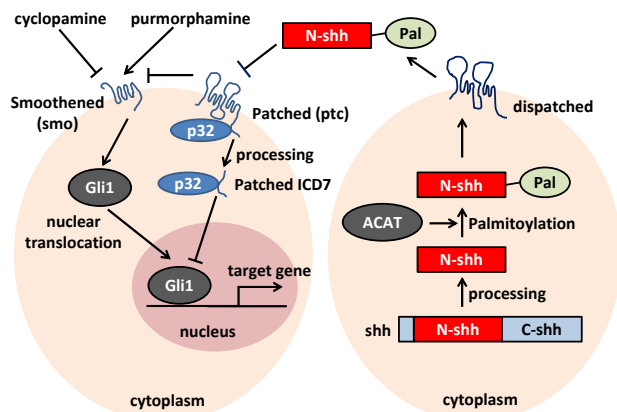 cyclopamine
purmorphamine
N-shh
Pal
Smoothened
(smo)
Patched (ptc)
p32
processing
p32
Patched ICD7
Gli1
nuclear
translocation
target gene
Gli1
nucleus
cytoplasm
dispatched
N-shh
Pal
ACAT
Palmitoylation
N-shh
processing
shh
N-shh
C-shh
cytoplasm